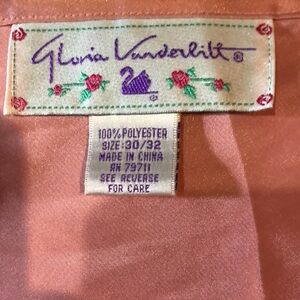 Gloria Vanderbilt®
100% POLYESTER
SIZE: 30/32
MADE IN CHINA
RN 79711
SEE REVERSE
FOR CARE